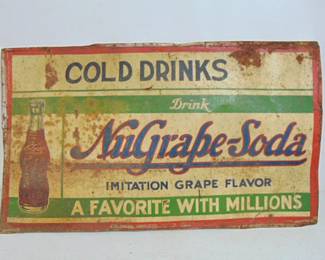 COLD DRINKS
Drink
NuGrape-Soda
IMITATION GRAPE FLAVOR
A FAVORITE WITH MILLIONS